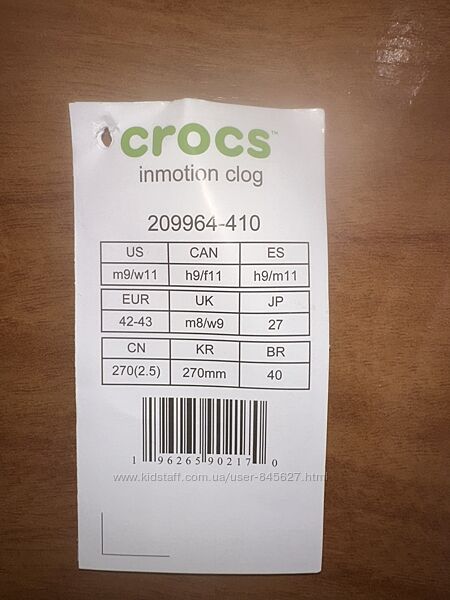 crocs™
inmotion clog
209964-410
US CAN ES
m9/w11 h9/f11 h9/m11
EUR UK JP
42-43 m8/w9 27
CN KR BR
270(2.5) 270mm 40
1 96265 90217 0
www.kidstaff.com.ua/user-845627.html